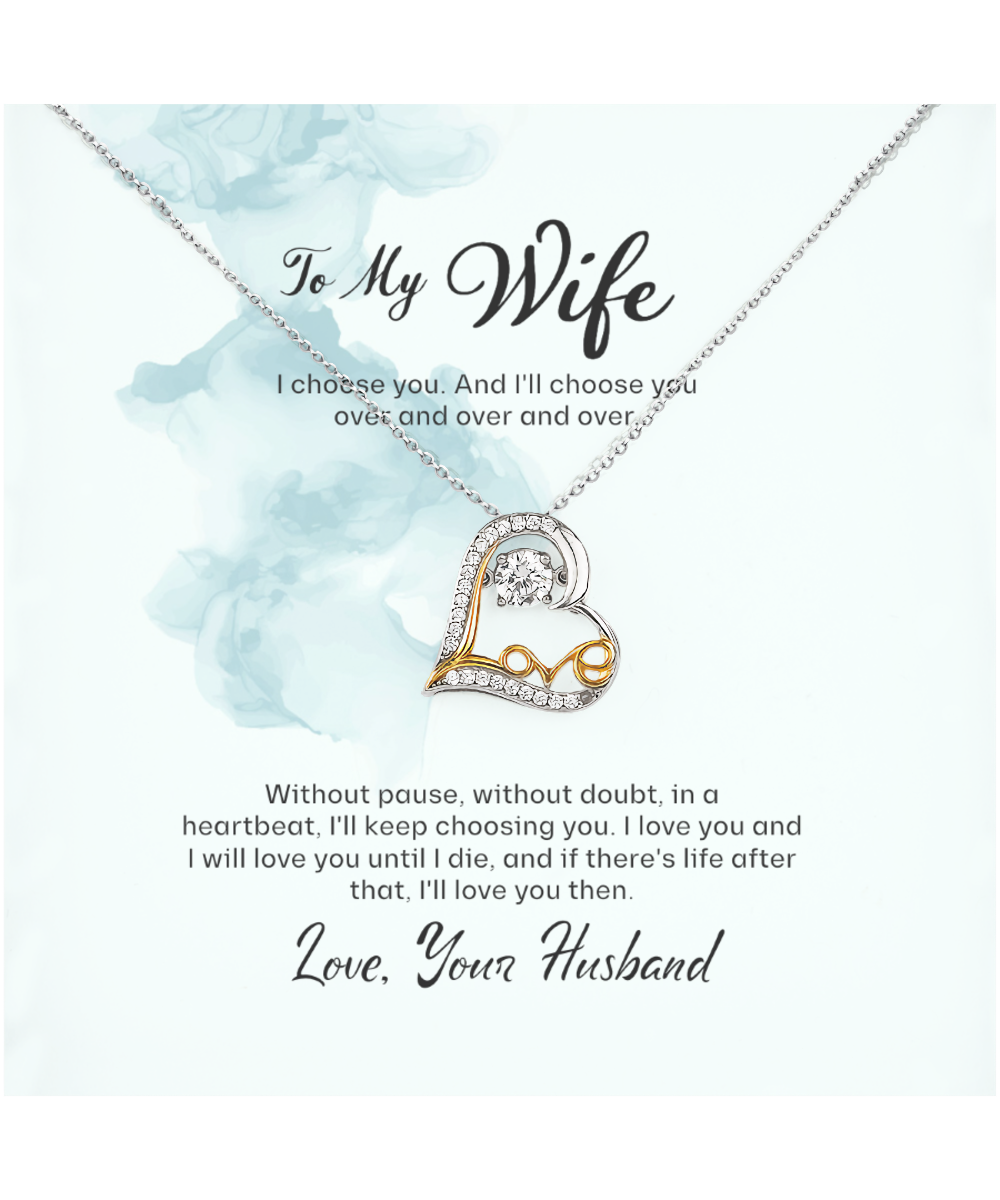 To My Wife
I choose you. And I'll choose you
over and over and over.
Love
Without pause, without doubt, in a
heartbeat, I'll keep choosing you. I love you and
I will love you until I die, and if there's life after
that, I'll love you then.
Love, Your Husband